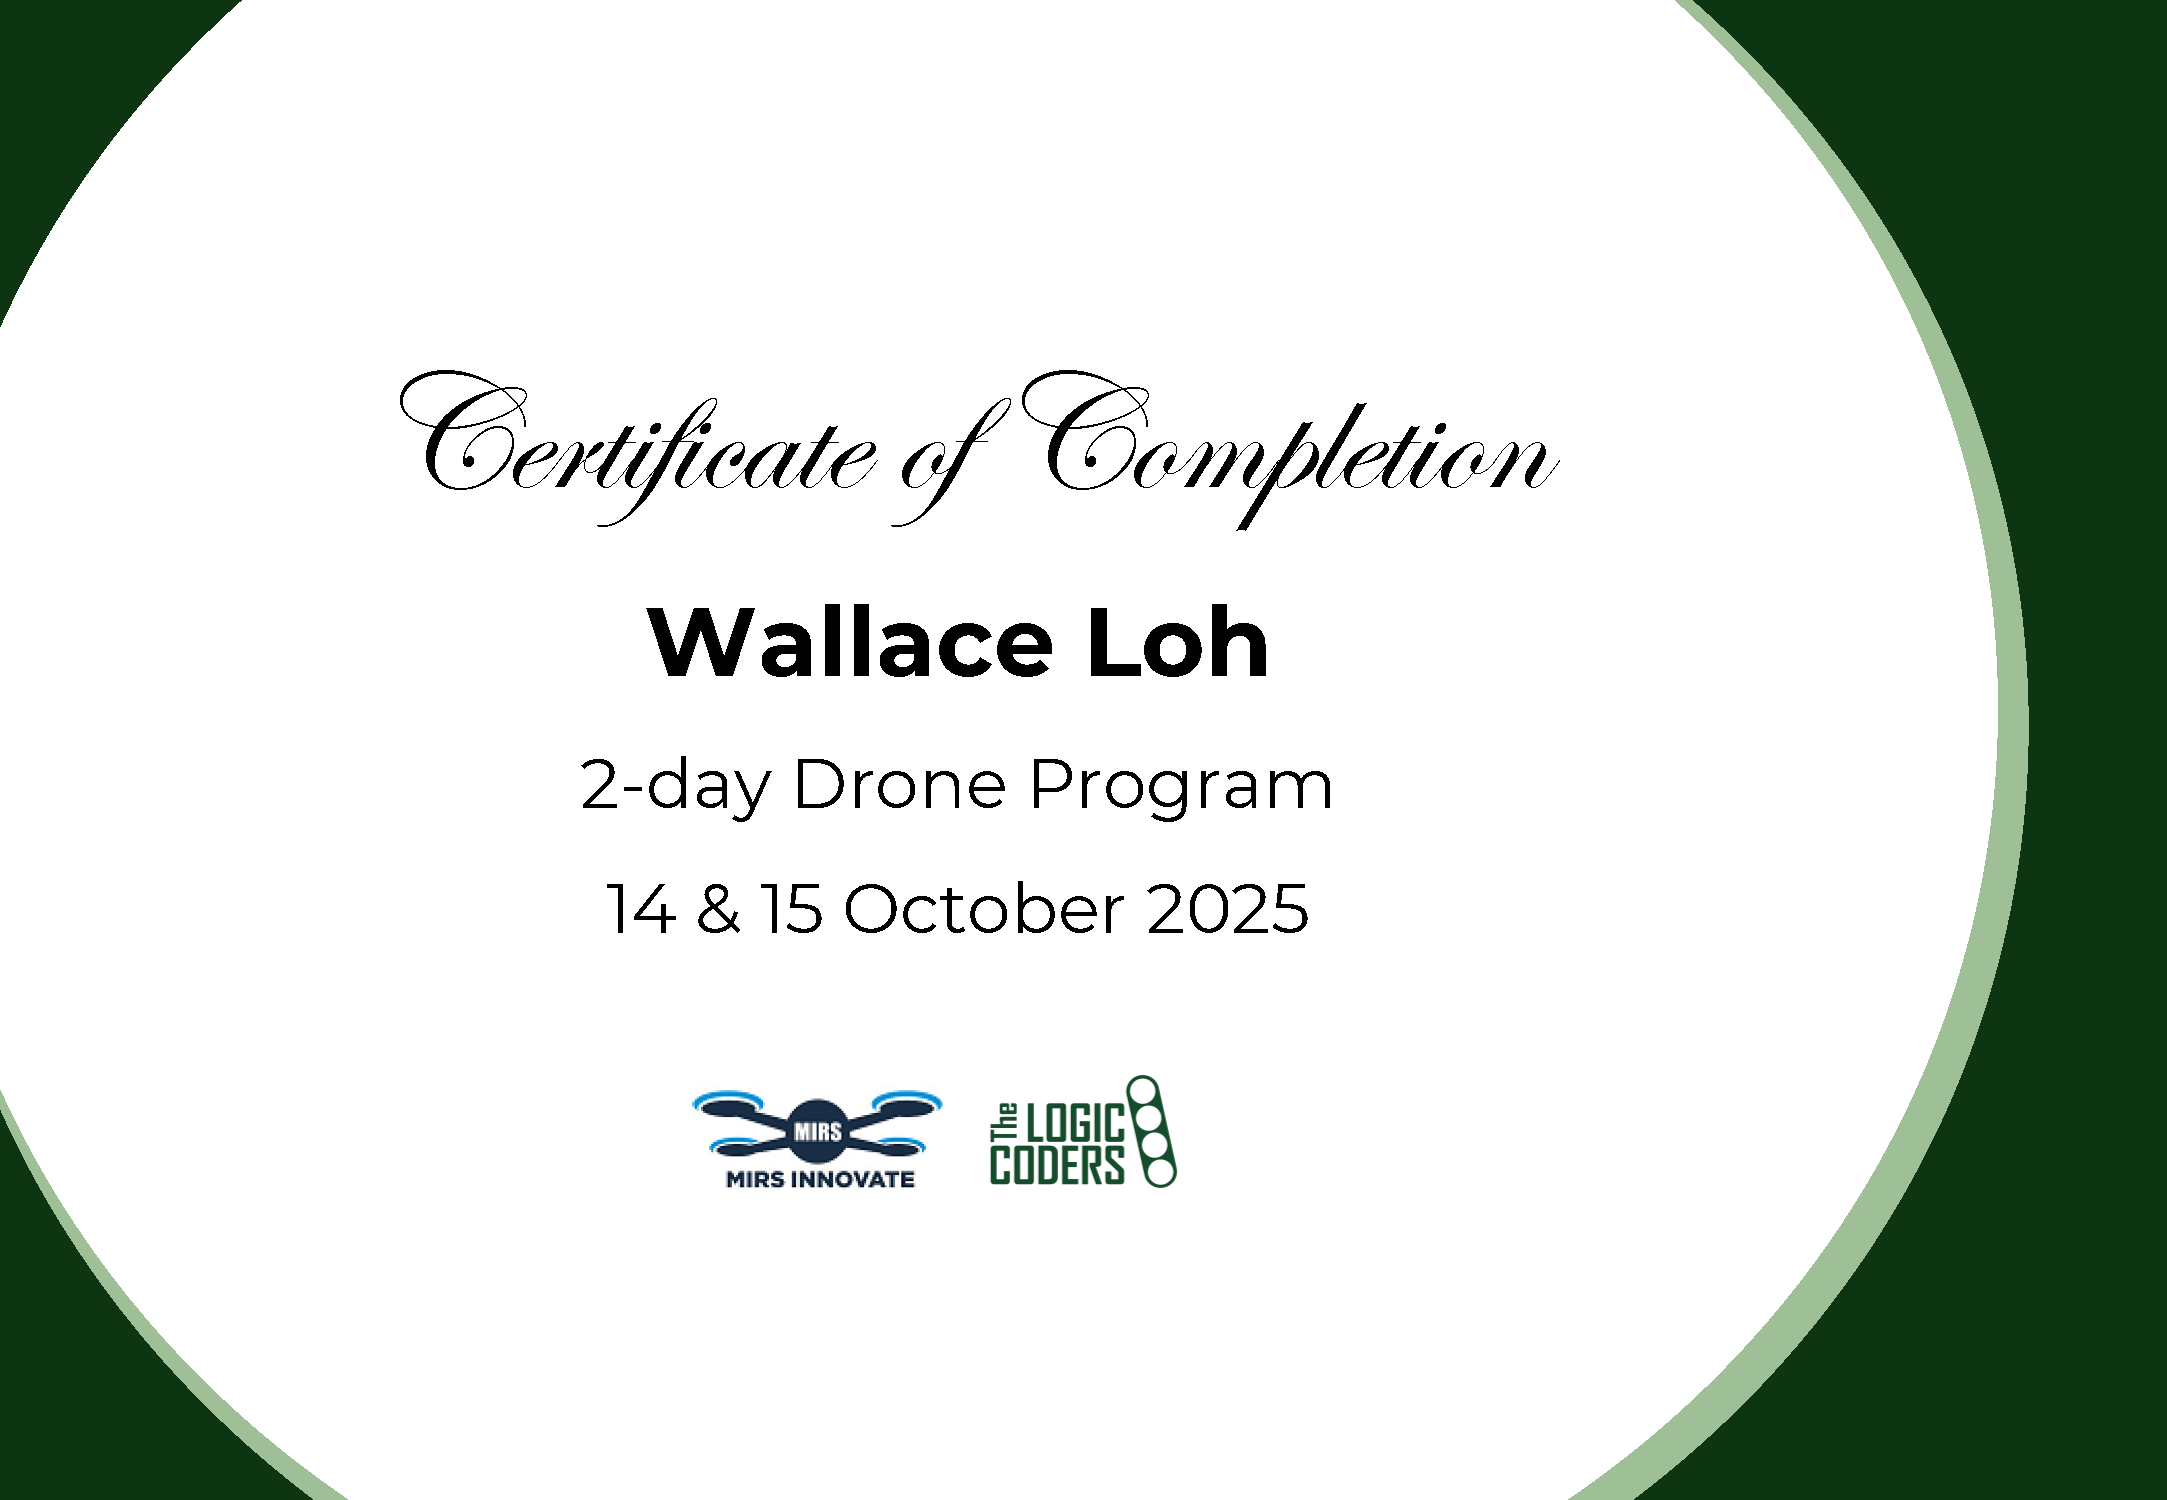 Certificate of Completion
Wallace Loh
2-day Drone Program
14 & 15 October 2025
MIRS
MIRS INNOVATE
The LOGIC
CODERS